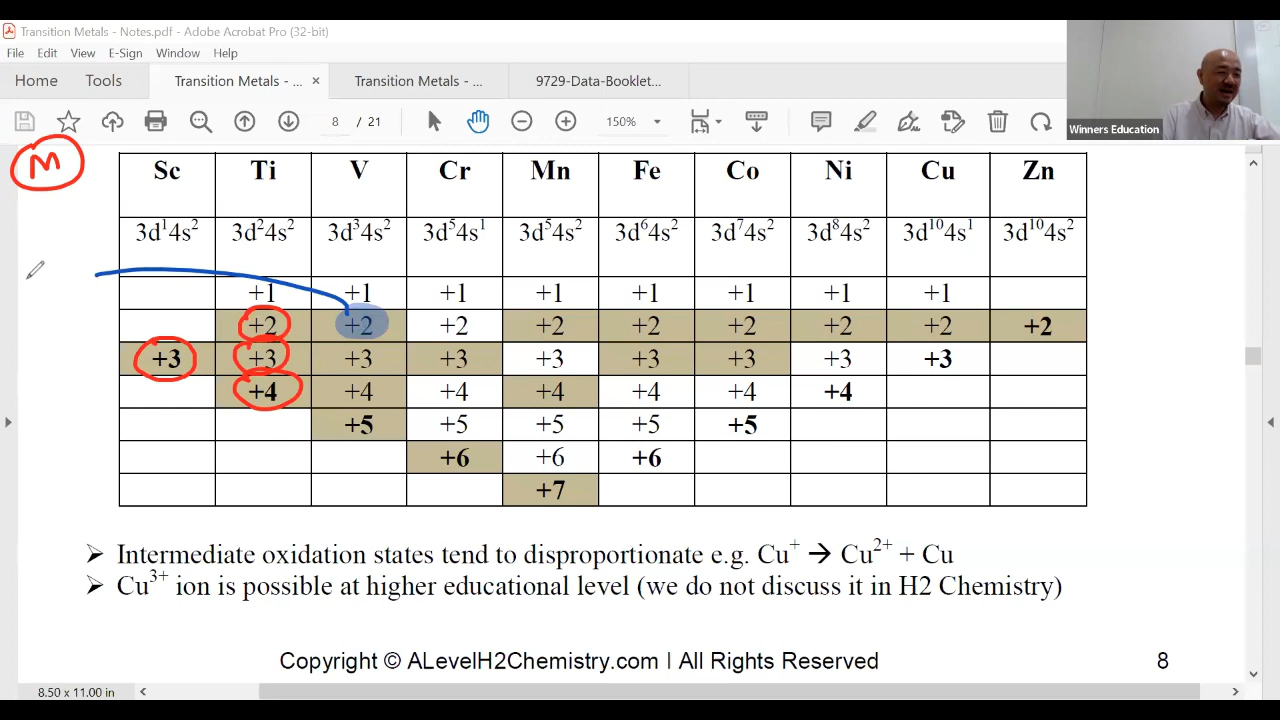 Transition Metals - Notes.pdf - Adobe Acrobat Pro (32-bit)
File Edit View E-Sign Window Help
Home Tools Transition Metals - ... × Transition Metals - ... 9729-Data-Booklet...
8 / 21 150%
Winners Education
M
Sc Ti V Cr Mn Fe Co Ni Cu Zn
3d¹4s² 3d²4s² 3d³4s² 3d⁵4s¹ 3d⁵4s² 3d⁶4s² 3d⁷4s² 3d⁸4s² 3d¹⁰4s¹ 3d¹⁰4s²
+1 +1 +1 +1 +1 +1 +1 +1
+2 +2 +2 +2 +2 +2 +2 +2 +2
+3 +3 +3 +3 +3 +3 +3 +3 +3
+4 +4 +4 +4 +4 +4 +4
+5 +5 +5 +5 +5
+6 +6 +6
+7
➢ Intermediate oxidation states tend to disproportionate e.g. Cu⁺ → Cu²⁺ + Cu
➢ Cu³⁺ ion is possible at higher educational level (we do not discuss it in H2 Chemistry)
Copyright © ALevelH2Chemistry.com | All Rights Reserved 8
8.50 x 11.00 in